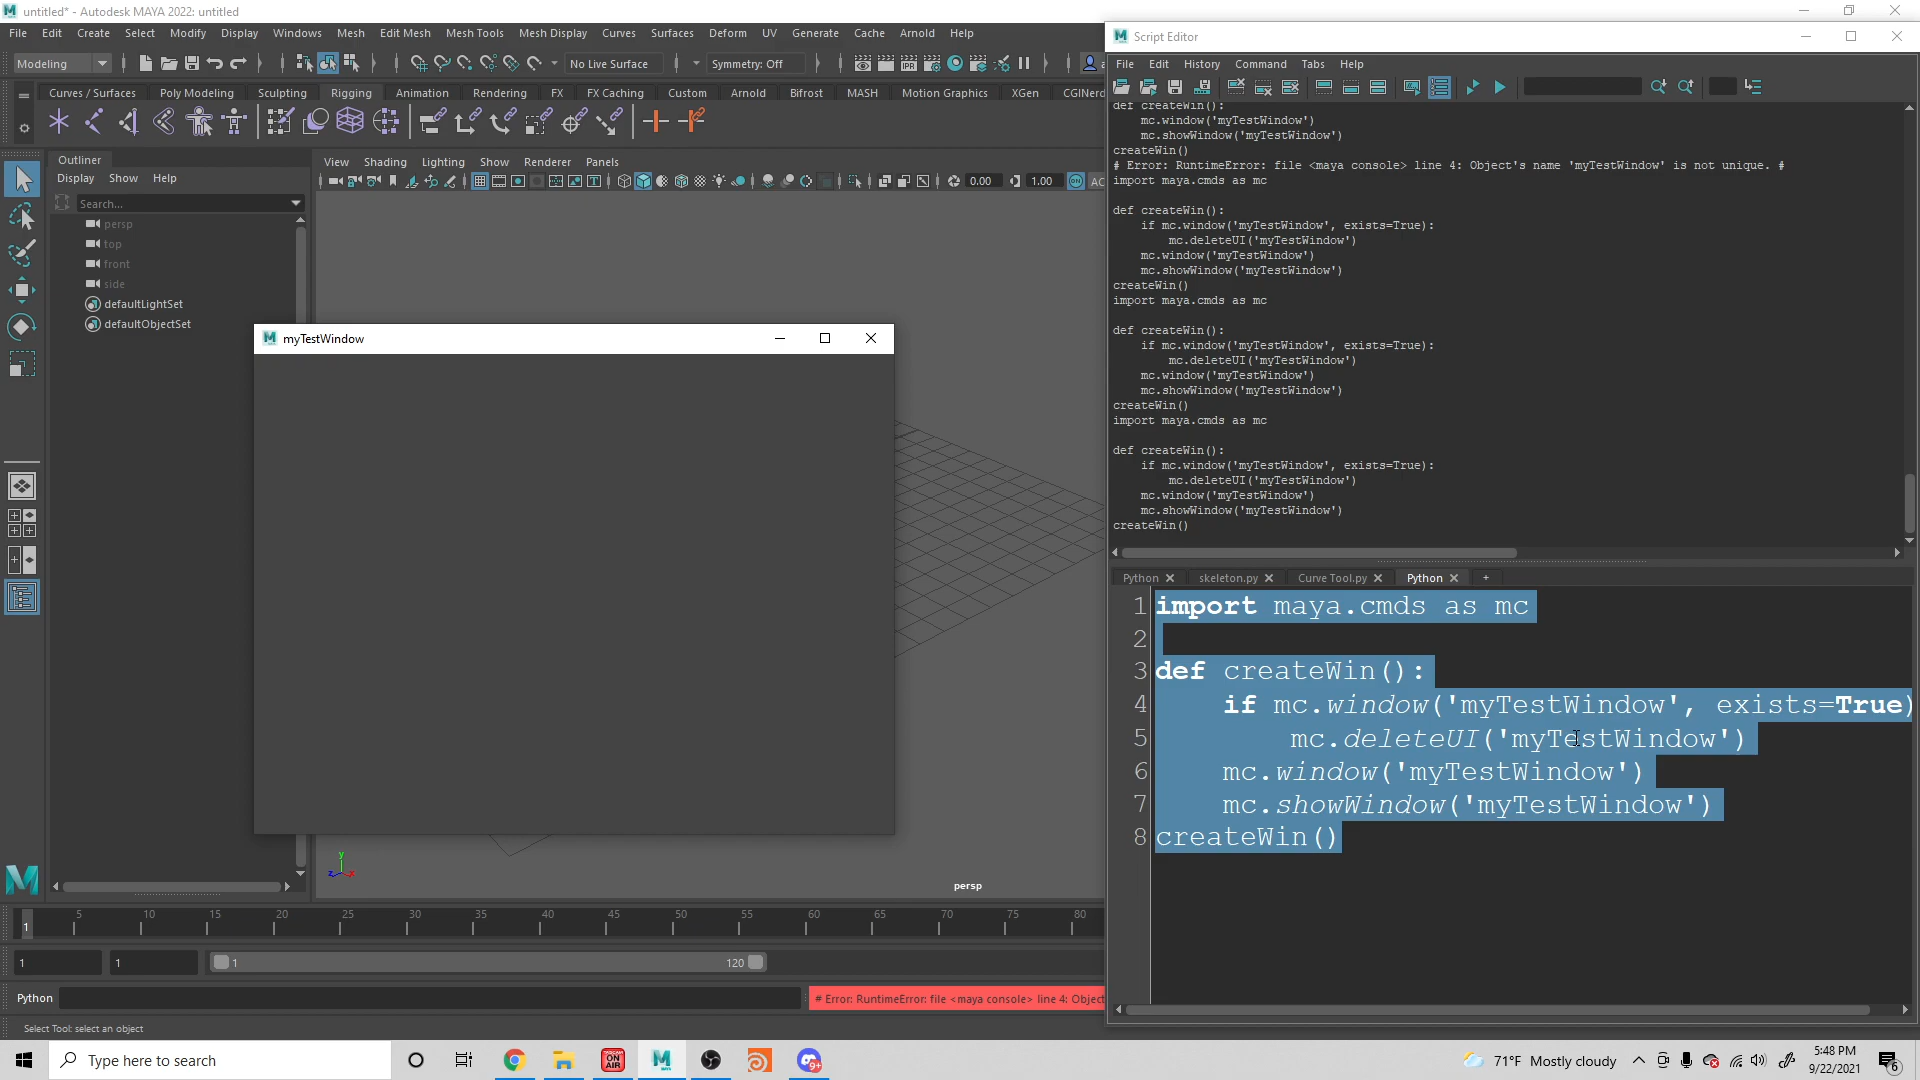 untitled* - Autodesk MAYA 2022: untitled
File Edit Create Select Modify Display Windows Mesh Edit Mesh Mesh Tools Mesh Display Curves Surfaces Deform UV Generate Cache Arnold Help
Modeling
No Live Surface
Symmetry: Off
Curves / Surfaces Poly Modeling Sculpting Rigging Animation Rendering FX FX Caching Custom Arnold Bifrost MASH Motion Graphics XGen CGINerd
Outliner
Display Show Help
Search...
persp
top
front
side
defaultLightSet
defaultObjectSet
View Shading Lighting Show Renderer Panels
0.00
1.00
ON
AC
myTestWindow
y
z
x
persp
Script Editor
File Edit History Command Tabs Help
def createWin():
    mc.window('myTestWindow')
    mc.showWindow('myTestWindow')
createWin()
# Error: RuntimeError: file <maya console> line 4: Object's name 'myTestWindow' is not unique. #
import maya.cmds as mc
def createWin():
    if mc.window('myTestWindow', exists=True):
        mc.deleteUI('myTestWindow')
    mc.window('myTestWindow')
    mc.showWindow('myTestWindow')
createWin()
import maya.cmds as mc
def createWin():
    if mc.window('myTestWindow', exists=True):
        mc.deleteUI('myTestWindow')
    mc.window('myTestWindow')
    mc.showWindow('myTestWindow')
createWin()
import maya.cmds as mc
def createWin():
    if mc.window('myTestWindow', exists=True):
        mc.deleteUI('myTestWindow')
    mc.window('myTestWindow')
    mc.showWindow('myTestWindow')
createWin()
Python skeleton.py Curve Tool.py Python +
1 import maya.cmds as mc
2
3 def createWin():
4     if mc.window('myTestWindow', exists=True)
5         mc.deleteUI('myTestWindow')
6     mc.window('myTestWindow')
7     mc.showWindow('myTestWindow')
8 createWin()
1 5 10 15 20 25 30 35 40 45 50 55 60 65 70 75 80
1 1 1 120
Python
# Error: RuntimeError: file <maya console> line 4: Object
Select Tool: select an object
Type here to search
ON AIR
9+
71°F Mostly cloudy
5:48 PM
9/22/2021
6